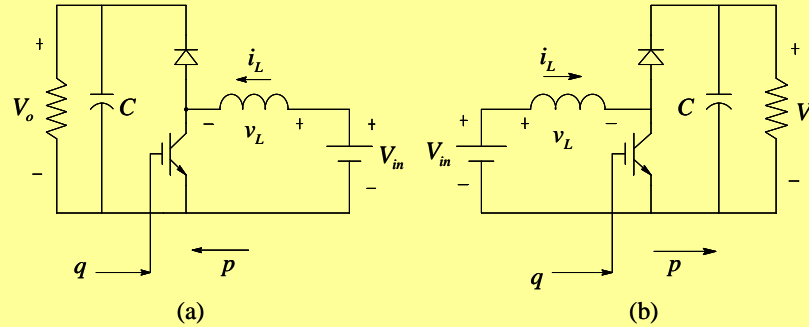 +
V_o
−
C
i_L
−
v_L
+
+
V_in
−
q
p
(a)
+
V_in
−
i_L
+
v_L
−
C
+
V
−
q
p
(b)